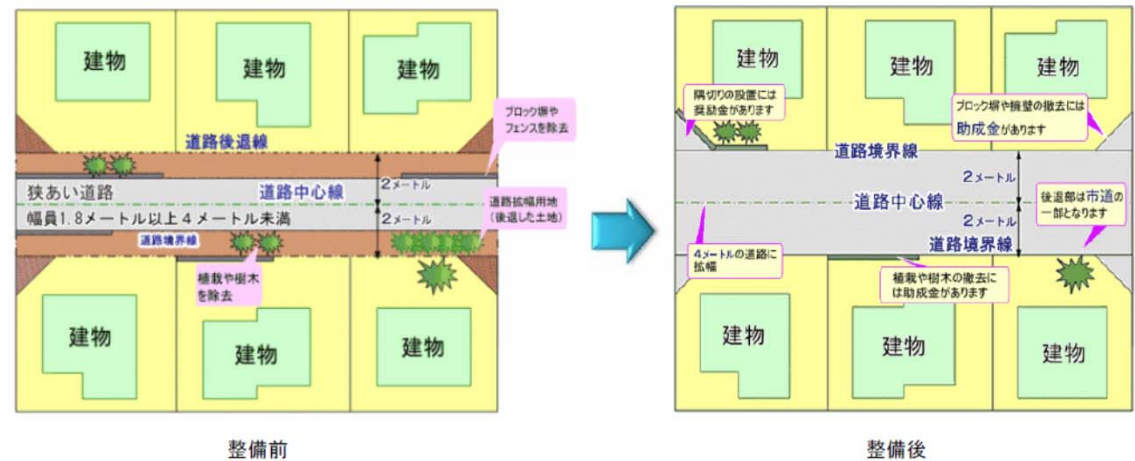 建物
建物
建物
ブロック塀や
フェンスを除去
道路後退線
2メートル
狭あい道路
道路中心線
幅員1.8メートル以上4メートル未満
2メートル
道路拡幅用地
(後退した土地)
道路境界線
植栽や樹木
を除去
建物
建物
建物
整備前
建物
建物
建物
隅切りの設置には
奨励金があります
ブロック塀や擁壁の撤去には
助成金があります
道路境界線
2メートル
道路中心線
2メートル
後退部は市道の
一部となります
道路境界線
4メートルの道路に
拡幅
植栽や樹木の撤去に
は助成金があります
建物
建物
建物
整備後